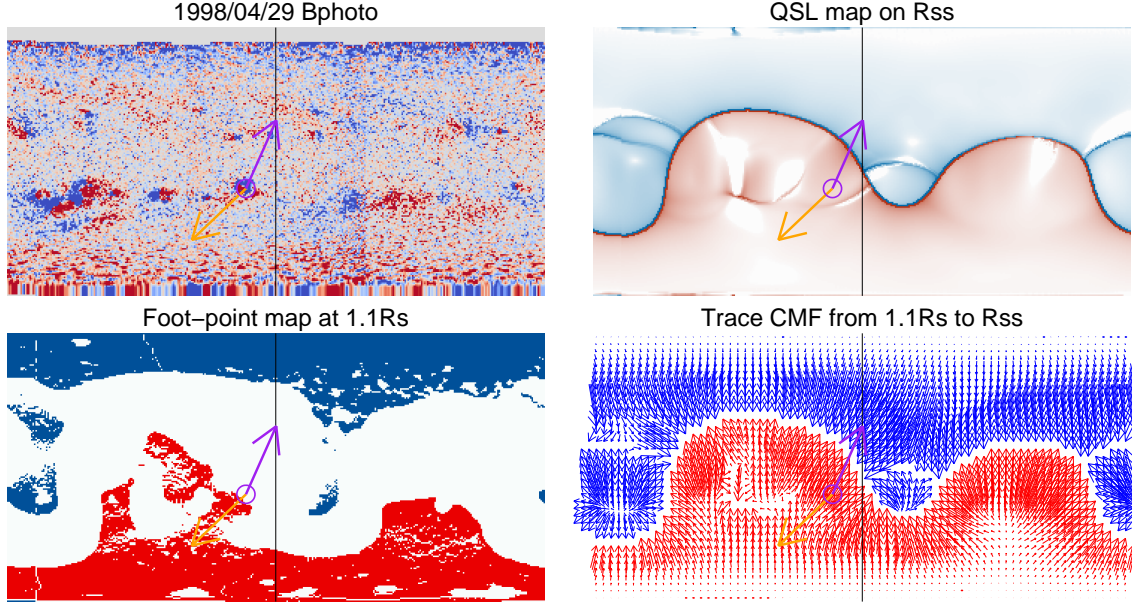 1998/04/29 Bphoto
QSL map on Rss
Foot−point map at 1.1Rs
Trace CMF from 1.1Rs to Rss